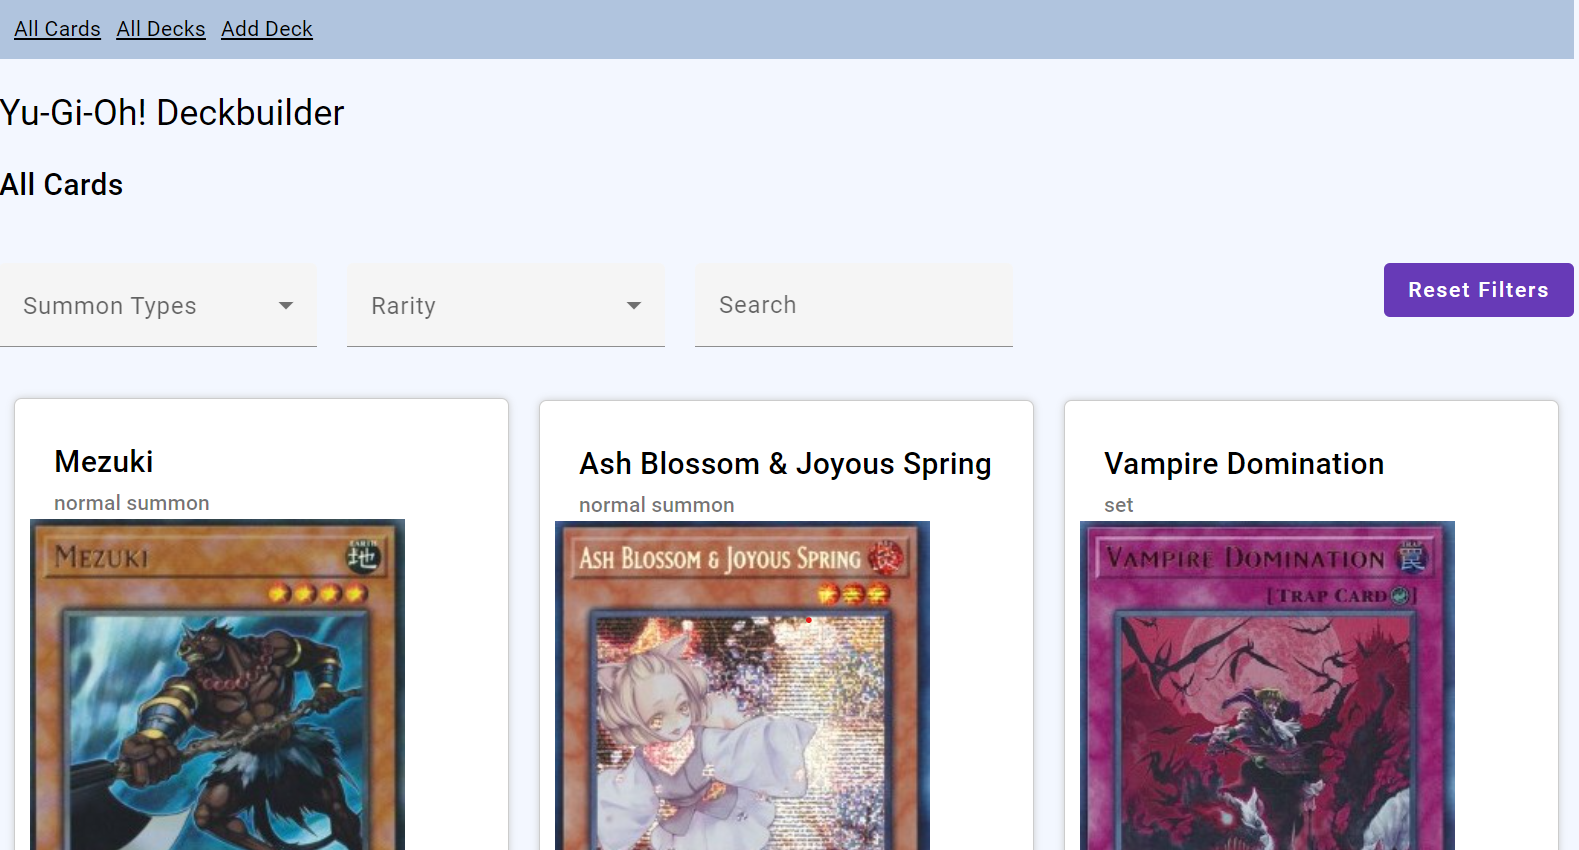 All Cards All Decks Add Deck
Yu-Gi-Oh! Deckbuilder
All Cards
Summon Types Rarity Search Reset Filters
Mezuki
normal summon
MEZUKI
EARTH
地
Ash Blossom & Joyous Spring
normal summon
ASH BLOSSOM & JOYOUS SPRING
Vampire Domination
set
VAMPIRE DOMINATION
TRAP
罠
[TRAP CARD]